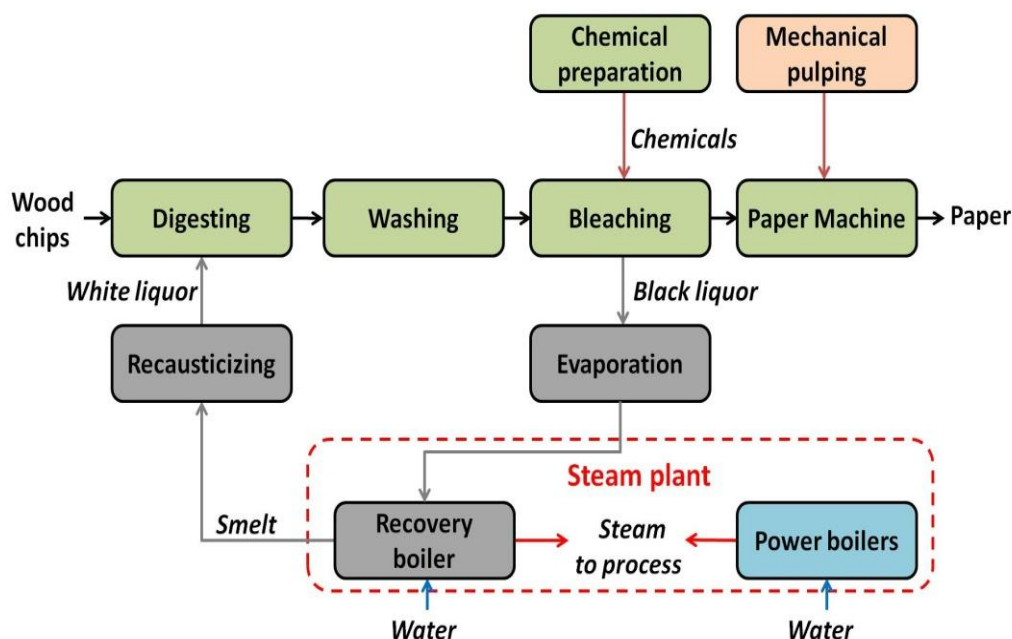 Chemical
preparation
Mechanical
pulping
Chemicals
Wood
chips
Digesting
Washing
Bleaching
Paper Machine
Paper
White liquor
Black liquor
Recausticizing
Evaporation
Steam plant
Smelt
Recovery
boiler
Steam
to process
Power boilers
Water
Water